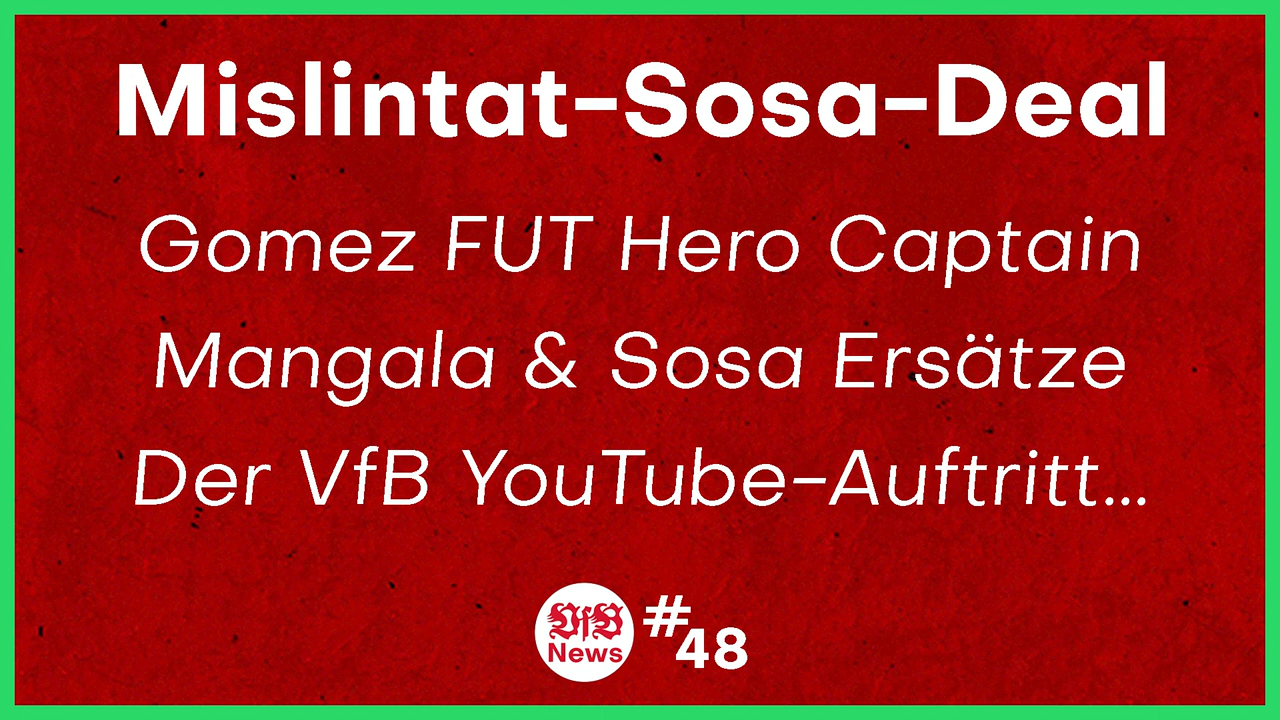 Mislintat-Sosa-Deal
Gomez FUT Hero Captain
Mangala & Sosa Ersätze
Der VfB YouTube-Auftritt...
VfB
News
#48